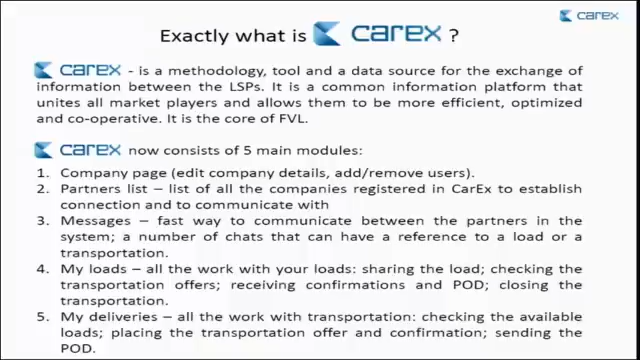 carex
Exactly what is carex ?
carex - is a methodology, tool and a data source for the exchange of
information between the LSPs. It is a common information platform that
unites all market players and allows them to be more efficient, optimized
and co-operative. It is the core of FVL.
carex now consists of 5 main modules:
1. Company page (edit company details, add/remove users).
2. Partners list – list of all the companies registered in CarEx to establish
connection and to communicate with
3. Messages – fast way to communicate between the partners in the
system; a number of chats that can have a reference to a load or a
transportation.
4. My loads – all the work with your loads: sharing the load; checking the
transportation offers; receiving confirmations and POD; closing the
transportation.
5. My deliveries – all the work with transportation: checking the available
loads; placing the transportation offer and confirmation; sending the
POD.